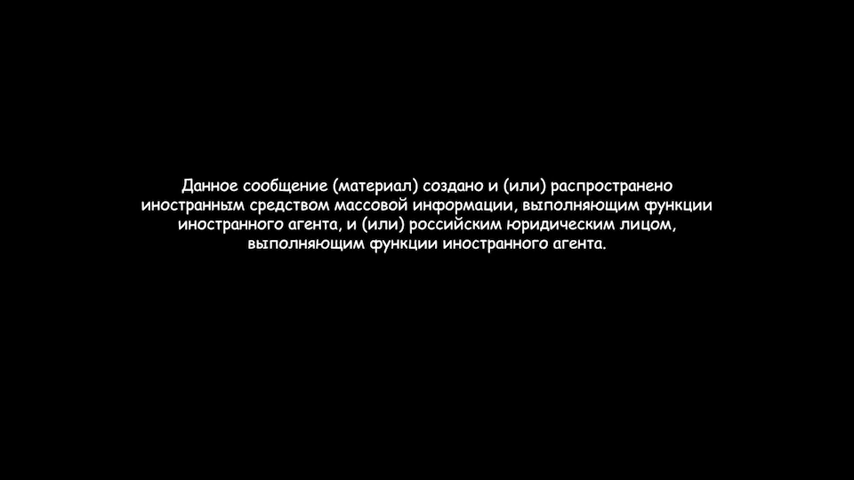 Данное сообщение (материал) создано и (или) распространено
иностранным средством массовой информации, выполняющим функции
иностранного агента, и (или) российским юридическим лицом,
выполняющим функции иностранного агента.